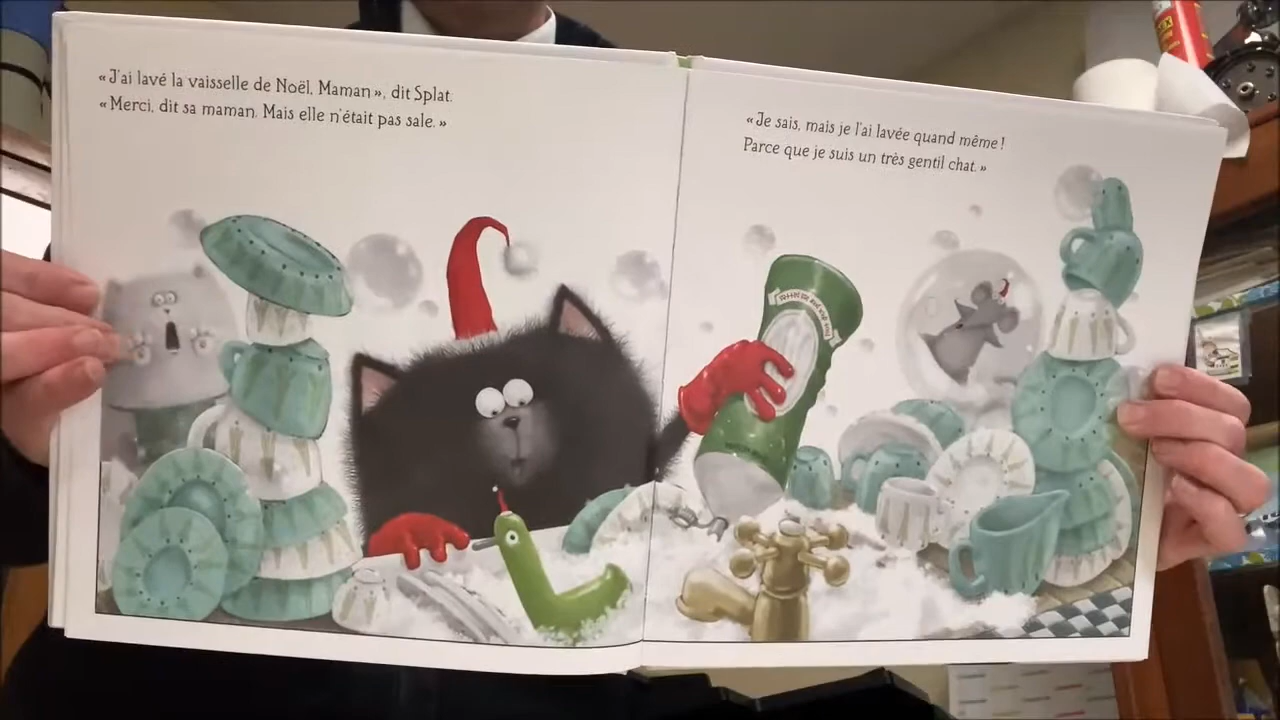 « J'ai lavé la vaisselle de Noël, Maman », dit Splat.
« Merci, dit sa maman. Mais elle n'était pas sale. »
« Je sais, mais je l'ai lavée quand même !
Parce que je suis un très gentil chat. »